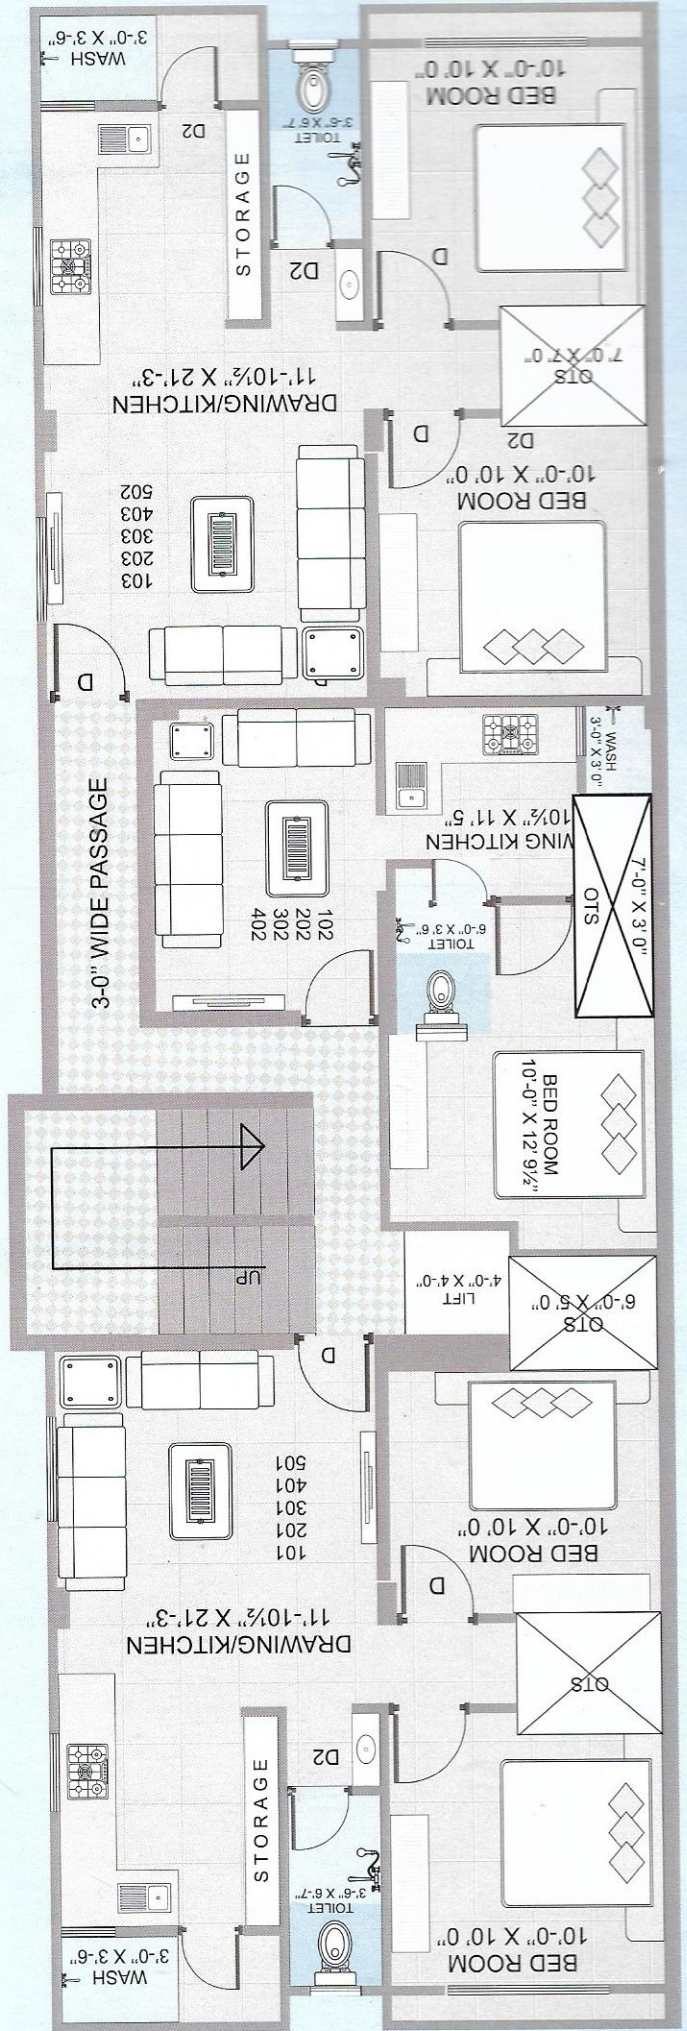 WASH
3'-0" X 3'-6"
D2
STORAGE
TOILET
3'-6" X 6'7"
D2
BED ROOM
10'-0" X 10' 0"
D
OTS
7' 0" X 7' 0"
DRAWING/KITCHEN
11'-10½" X 21'-3"
D
D2
BED ROOM
10'-0" X 10' 0"
103
203
303
403
502
D
3-0" WIDE PASSAGE
102
202
302
402
WASH
3'-0" X 3' 0"
WING KITCHEN
10½" X 11' 5"
OTS
7'-0" X 3' 0"
TOILET
6'-0" X 3' 6"
BED ROOM
10'-0" X 12' 9½"
UP
LIFT
4'-0" X 4'-0"
OTS
6'-0" X 5' 0"
D
101
201
301
401
501
BED ROOM
10'-0" X 10' 0"
D
DRAWING/KITCHEN
11'-10½" X 21'-3"
OTS
D2
STORAGE
TOILET
3'-6" X 6'-7"
BED ROOM
10'-0" X 10' 0"
WASH
3'-0" X 3'-6"